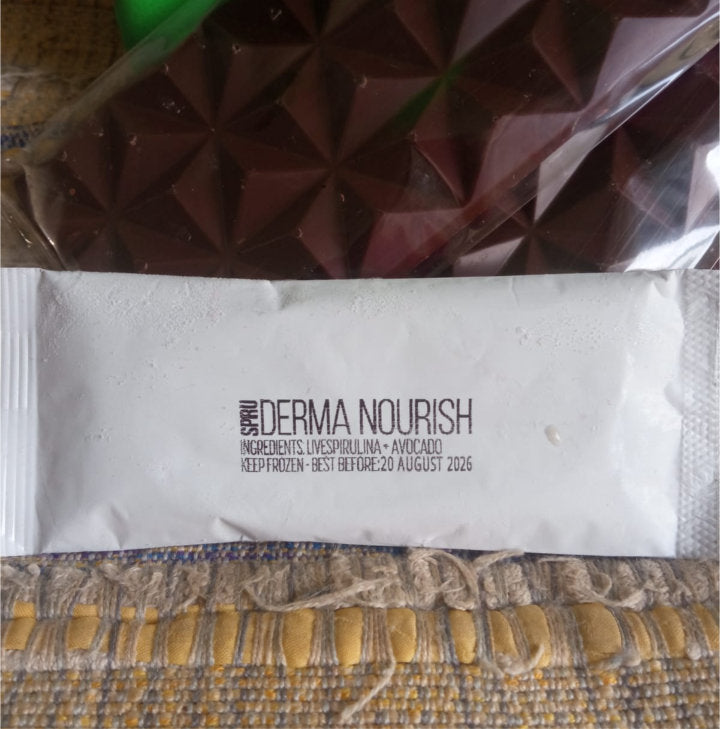 SPRU DERMA NOURISH
INGREDIENTS: LIVESPIRULINA + AVOCADO
KEEP FROZEN - BEST BEFORE:20 AUGUST 2026